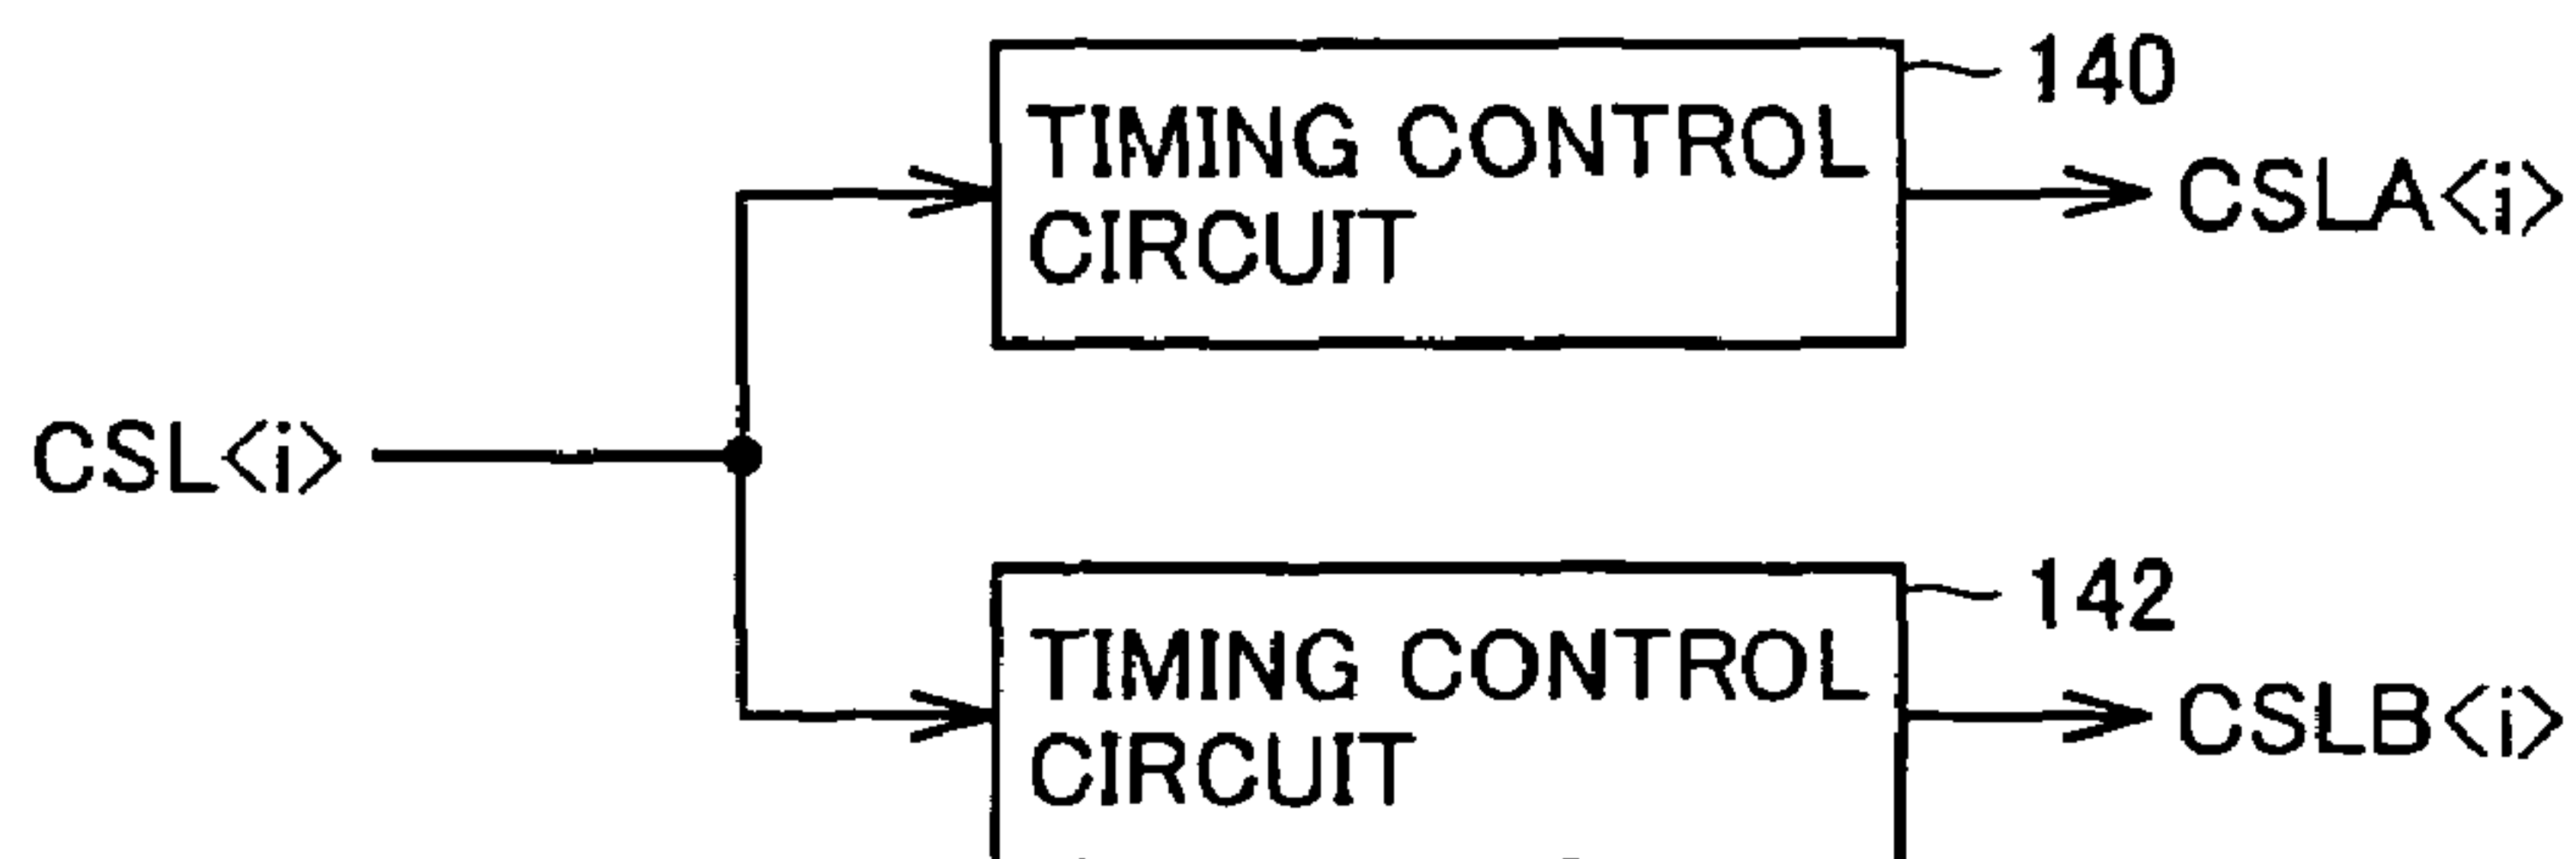 140
TIMING CONTROL
CIRCUIT
CSLA<i>
CSL<i>
142
TIMING CONTROL
CIRCUIT
CSLB<i>